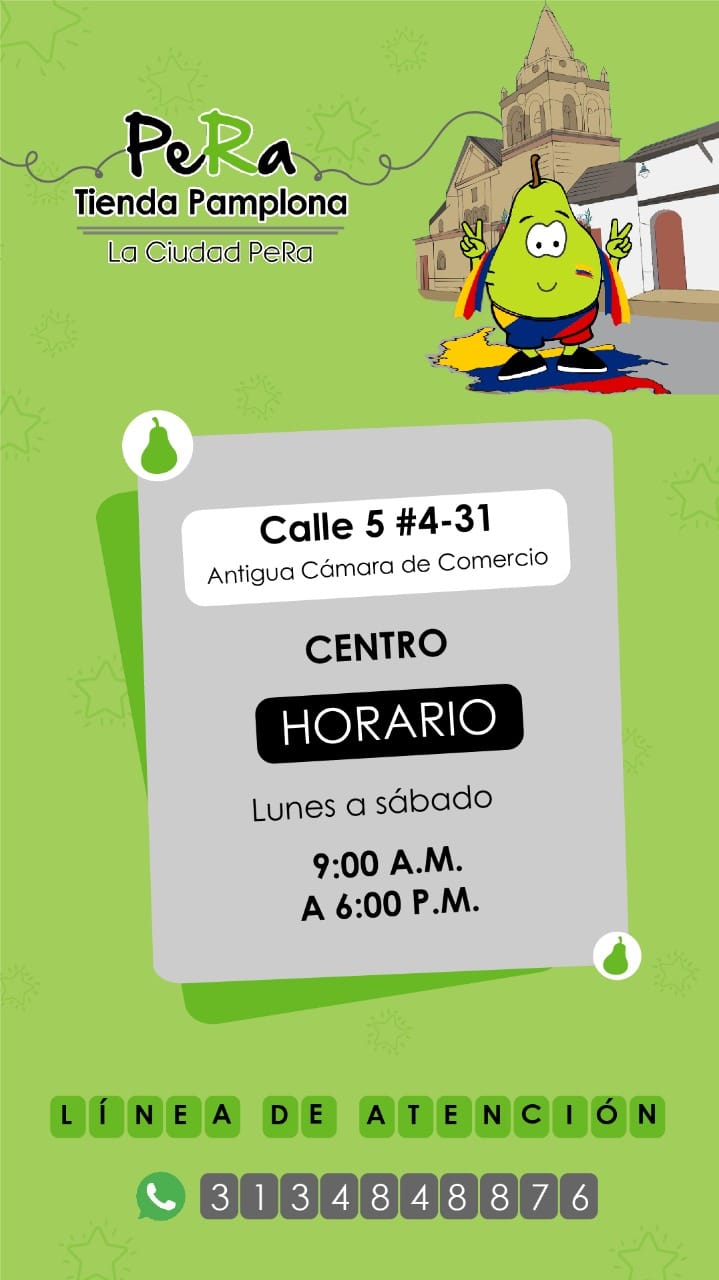 PeRa
Tienda Pamplona
La Ciudad PeRa
Calle 5 #4-31
Antigua Cámara de Comercio
CENTRO
HORARIO
Lunes a sábado
9:00 A.M.
A 6:00 P.M.
LÍNEA DE ATENCIÓN
3134848876